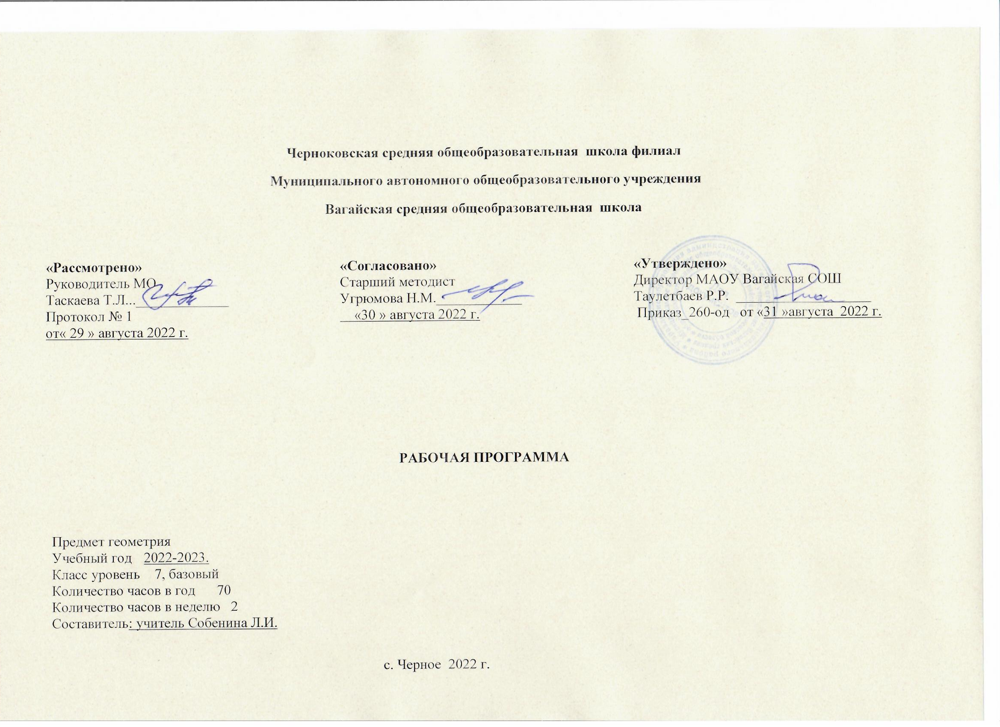 Черноковская средняя общеобразовательная школа филиал
Муниципального автономного общеобразовательного учреждения
Вагайская средняя общеобразовательная школа
«Рассмотрено»
Руководитель МО
Таскаева Т.Л...
Протокол № 1
от« 29 » августа 2022 г.
«Согласовано»
Старший методист
Угрюмова Н.М.
«30 » августа 2022 г.
«Утверждено»
Директор МАОУ Вагайская СОШ
Таулетбаев Р.Р.
Приказ_260-од от «31 »августа 2022 г.
РАБОЧАЯ ПРОГРАММА
Предмет геометрия
Учебный год 2022-2023.
Класс уровень 7, базовый
Количество часов в год 70
Количество часов в неделю 2
Составитель: учитель Собенина Л.И.
с. Черное 2022 г.